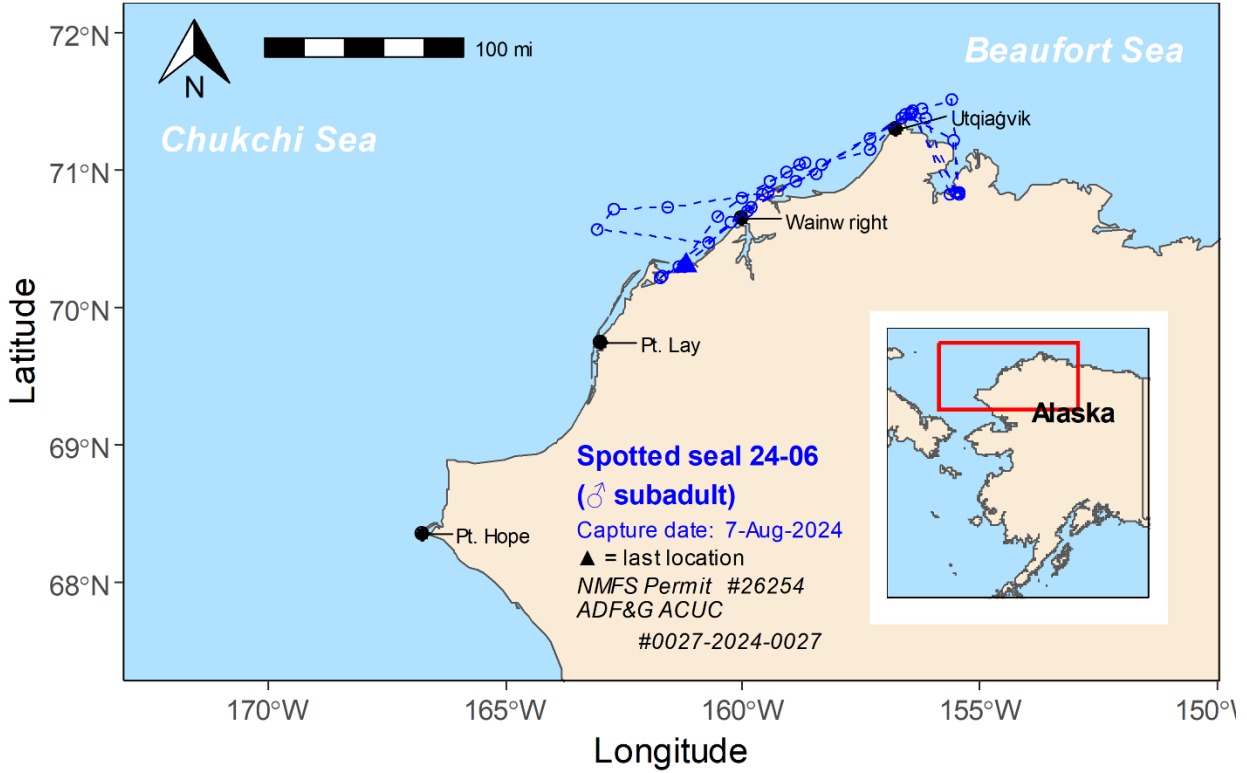 72°N
100 mi
Beaufort Sea
N
Chukchi Sea
Utqiaġvik
71°N
Wainw right
70°N
Pt. Lay
Latitude
69°N
Alaska
Spotted seal 24-06
(♂ subadult)
Capture date: 7-Aug-2024
Pt. Hope
▲ = last location
68°N
NMFS Permit #26254
ADF&G ACUC
#0027-2024-0027
170°W 165°W 160°W 155°W 150°W
Longitude